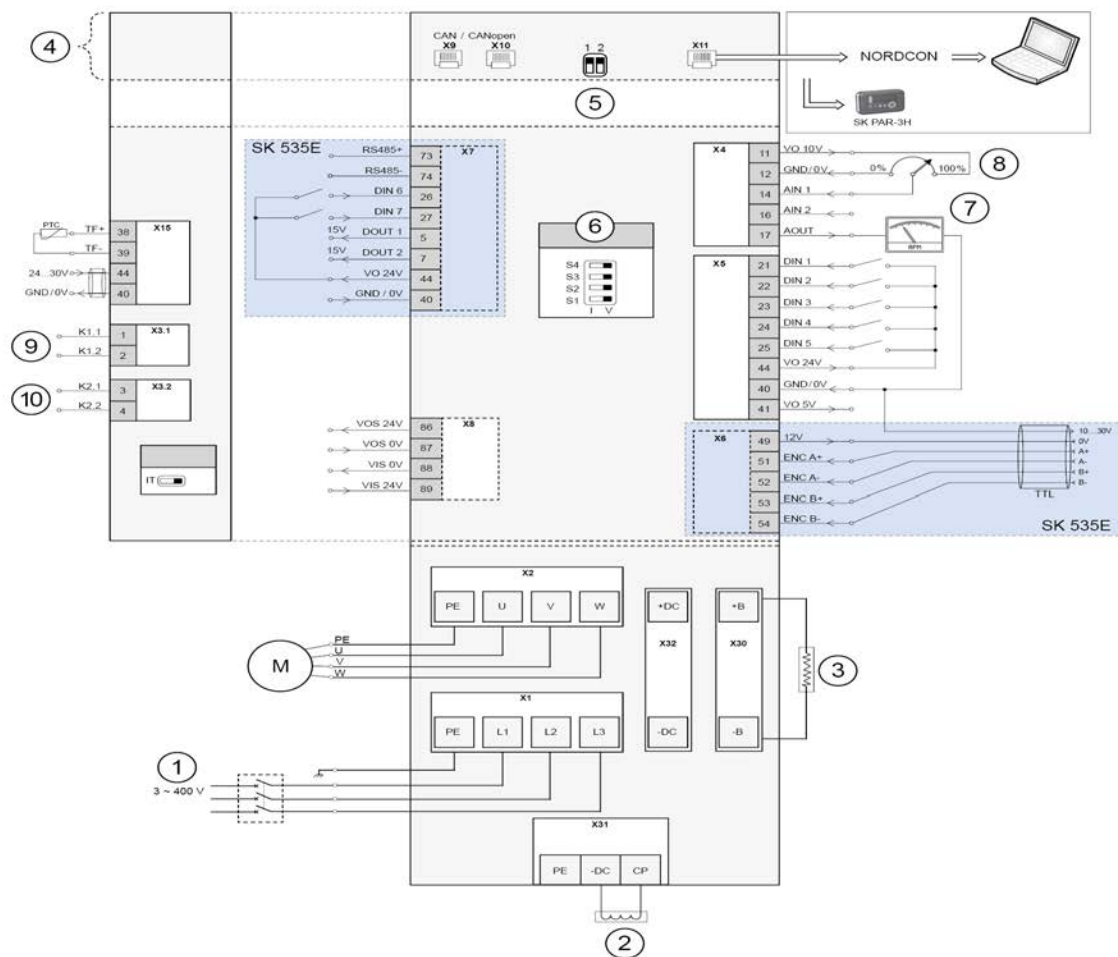 4
CAN / CANopen
X9
X10
1 2
X11
NORDCON
SK PAR-3H
5
SK 535E
X7
RS485+
73
RS485-
74
DIN 6
26
DIN 7
27
15V
DOUT 1
5
15V
DOUT 2
7
VO 24V
44
GND / 0V
40
X4
11
VO 10V
12
GND/0V
0%
100%
8
14
AIN 1
16
AIN 2
17
AOUT
7
RPM
6
S4
S3
S2
S1
I V
X5
21
DIN 1
22
DIN 2
23
DIN 3
24
DIN 4
25
DIN 5
44
VO 24V
40
GND/0V
41
VO 5V
PTC
TF+
38
X15
TF-
39
24...30V
44
GND/0V
40
9
K1.1
1
X3.1
K1.2
2
10
K2.1
3
X3.2
K2.2
4
IT
VOS 24V
86
X8
VOS 0V
87
VIS 0V
88
VIS 24V
89
X6
49
12V
10...30V
0V
51
ENC A+
A+
52
ENC A-
A-
53
ENC B+
B+
54
ENC B-
B-
TTL
SK 535E
X2
PE
U
V
W
M
PE
U
V
W
+DC
X32
-DC
+B
X30
-B
3
X1
PE
L1
L2
L3
1
3 ~ 400 V
X31
PE
-DC
CP
2